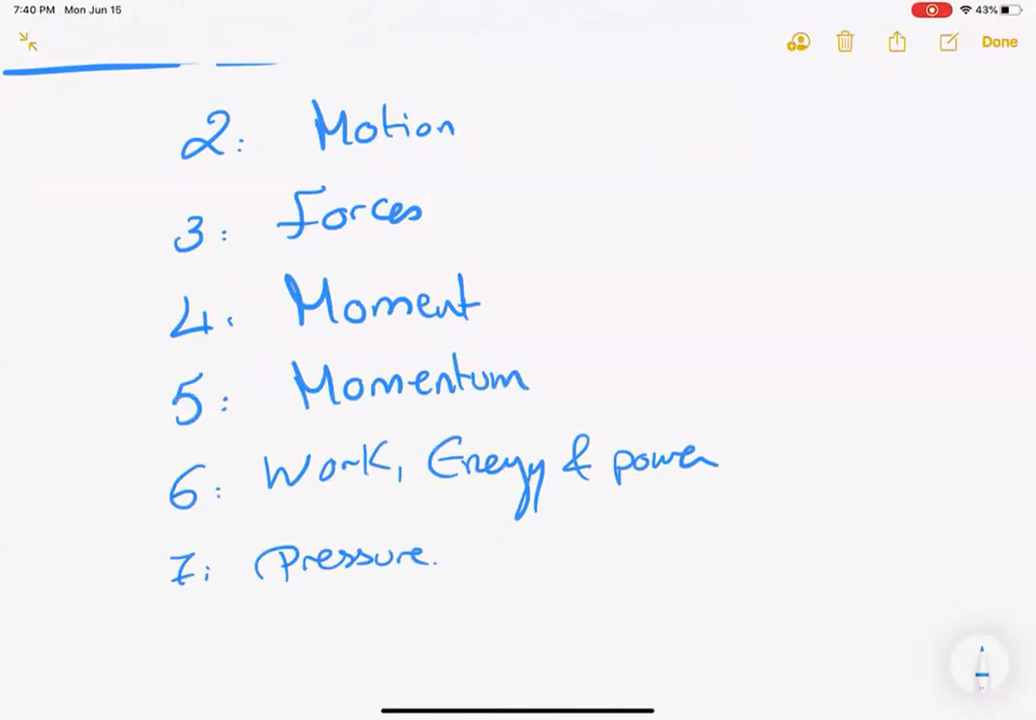 7:40 PM Mon Jun 15 43%
Done
2: Motion
3: Forces
4. Moment
5: Momentum
6: Work, Energy & power
7: Pressure.